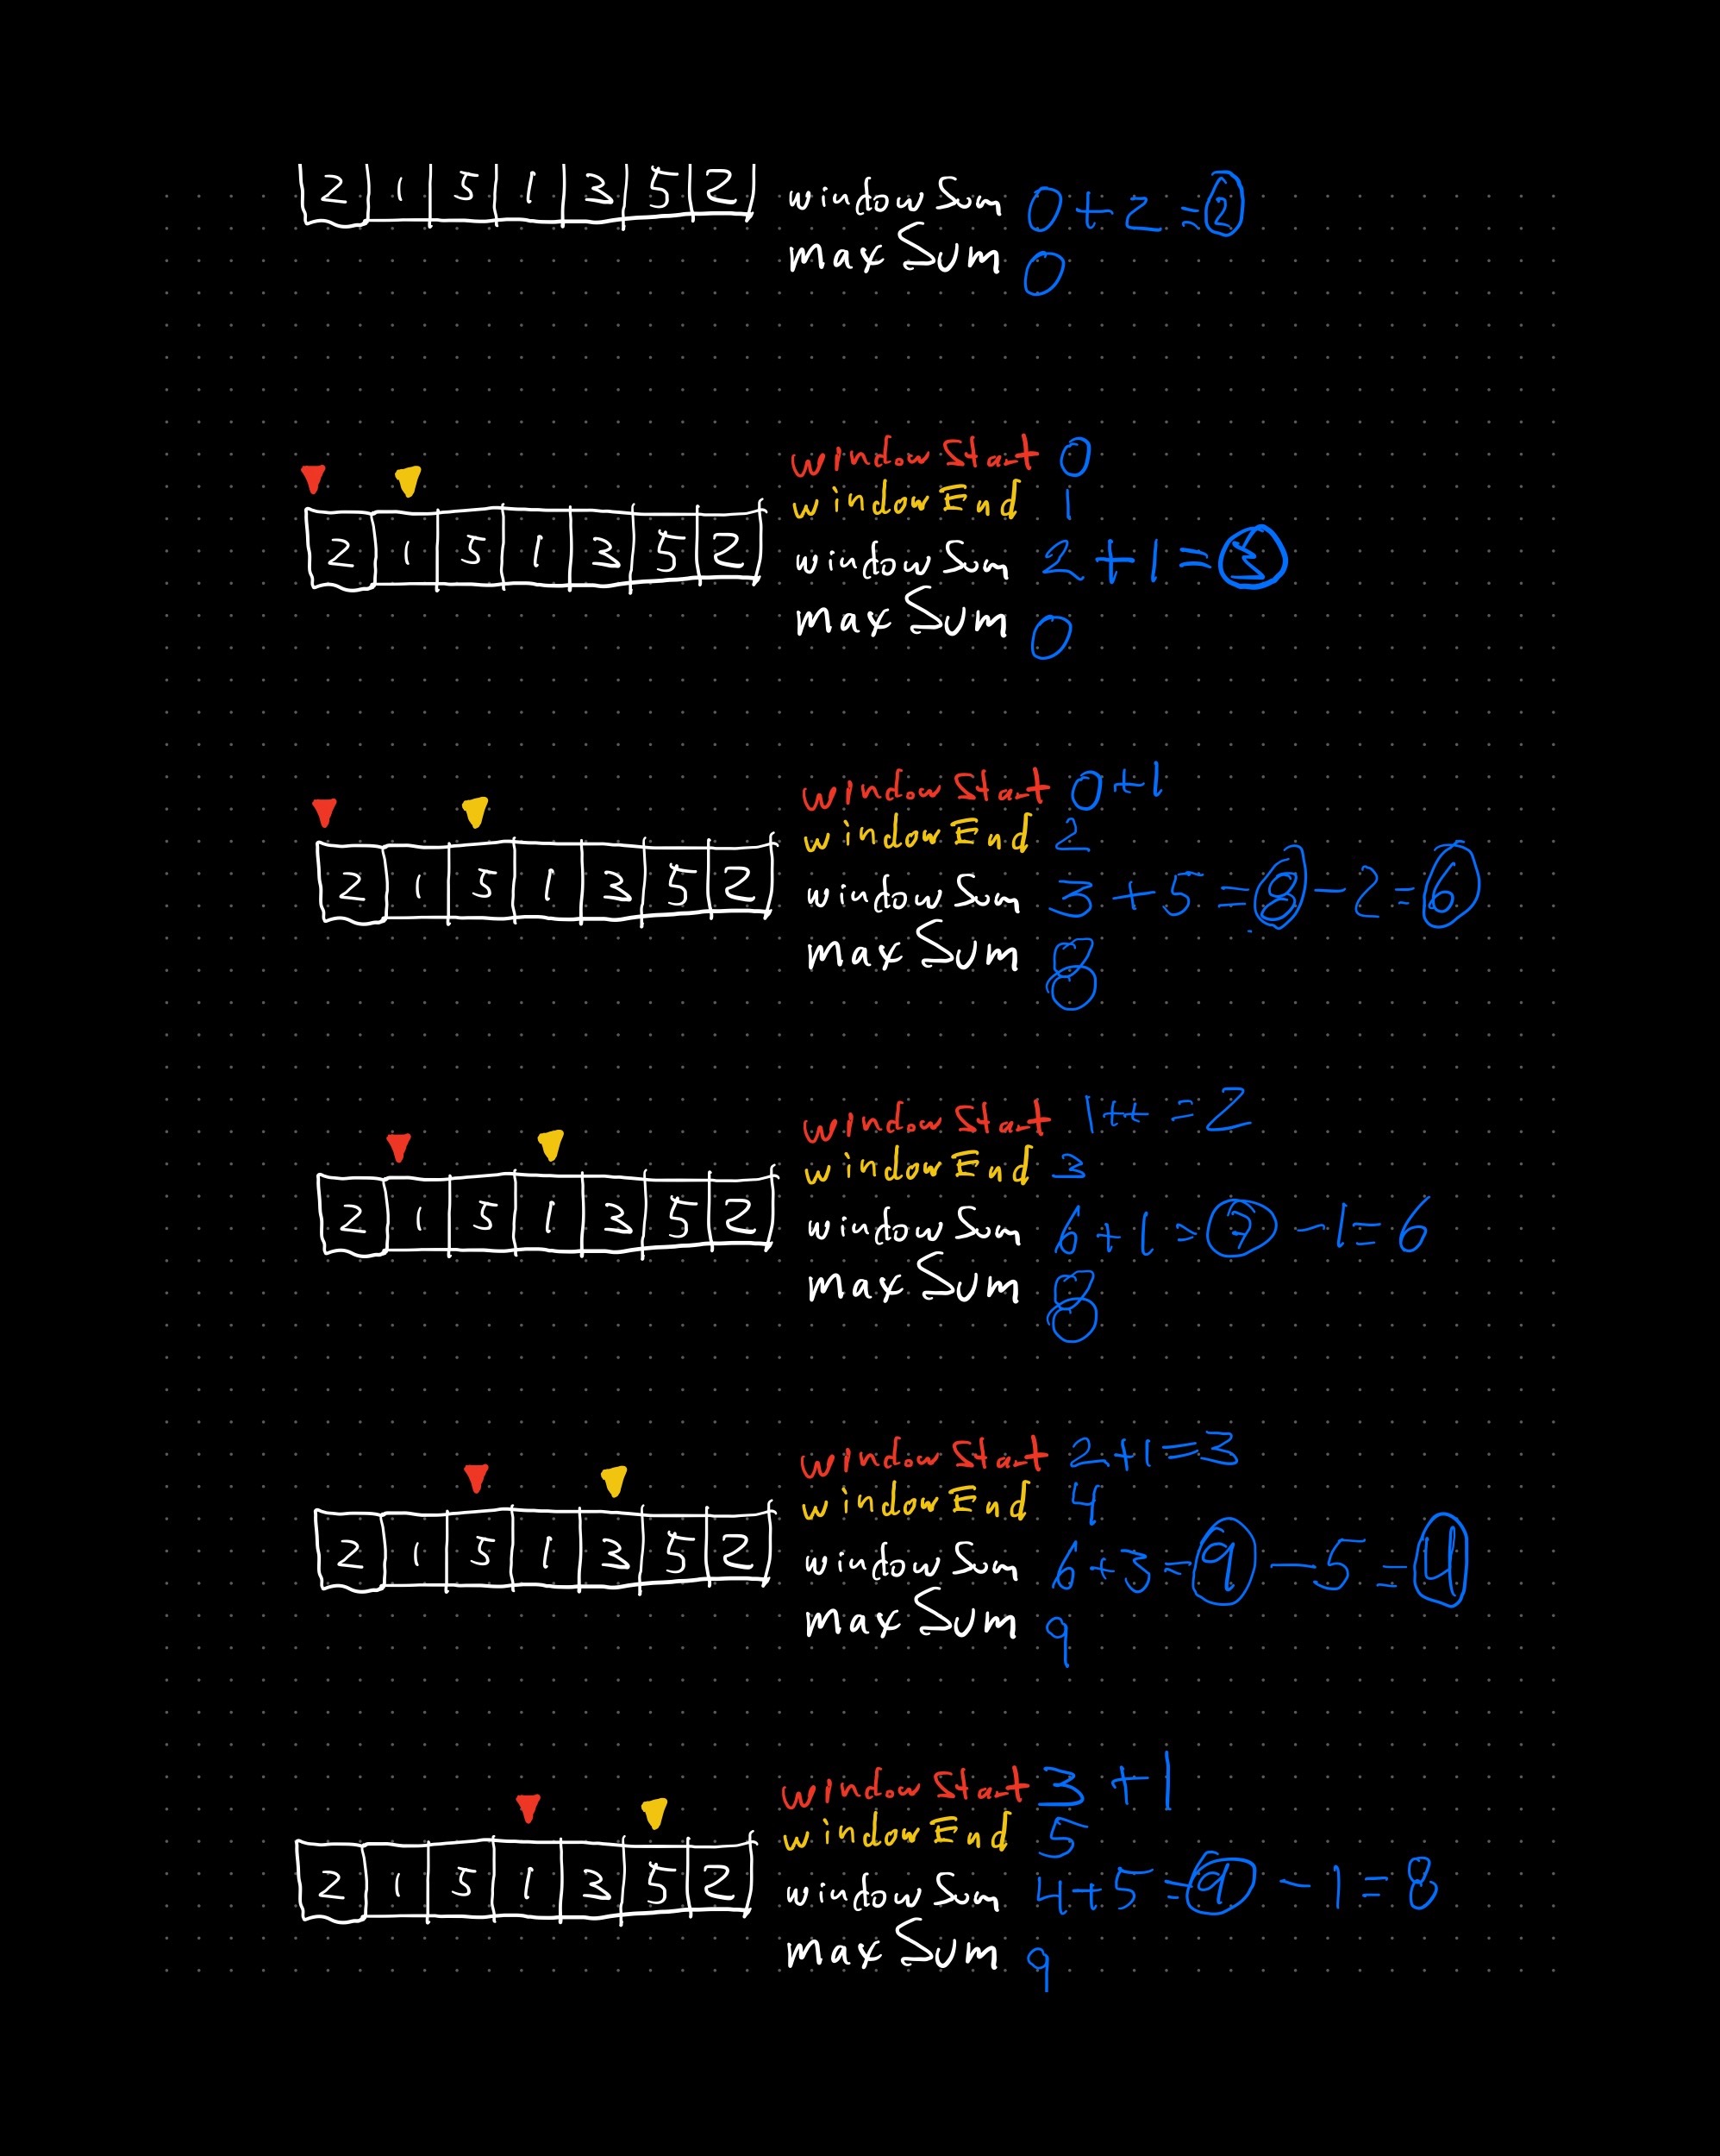 2 1 5 1 3 5 2
windowSum 0+2=2
maxSum 0
windowStart 0
windowEnd 1
2 1 5 1 3 5 2
windowSum 2+1=3
maxSum 0
windowStart 0+1
windowEnd 2
2 1 5 1 3 5 2
windowSum 3+5=8-2=6
maxSum 8
windowStart 1++=2
windowEnd 3
2 1 5 1 3 5 2
windowSum 6+1=7-1=6
maxSum 8
windowStart 2+1=3
windowEnd 4
2 1 5 1 3 5 2
windowSum 6+3=9-5=4
maxSum 9
windowStart 3+1
windowEnd 5
2 1 5 1 3 5 2
windowSum 4+5=9-1=8
maxSum 9